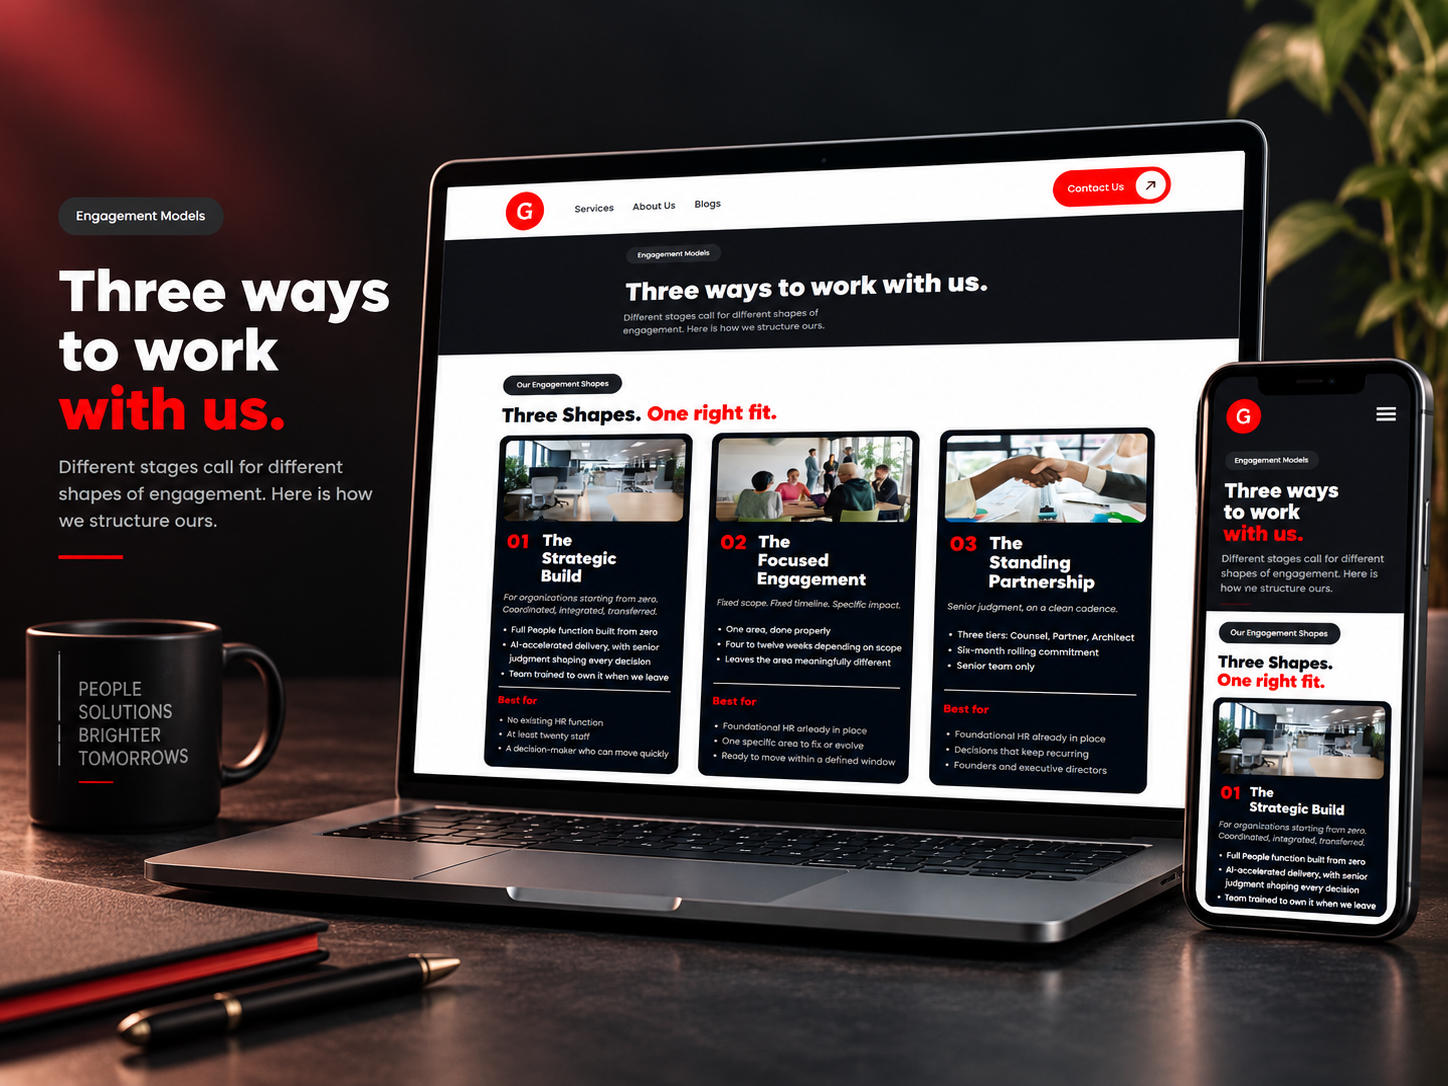 Engagement Models
Three ways
to work
with us.
Different stages call for different
shapes of engagement. Here is how
we structure ours.
PEOPLE
SOLUTIONS
BRIGHTER
TOMORROWS
G
Services
About Us
Blogs
Contact Us
Engagement Models
Three ways to work with us.
Different stages call for different shapes of
engagement. Here is how we structure ours.
Our Engagement Shapes
Three Shapes. One right fit.
01 The
Strategic
Build
For organizations starting from zero.
Coordinated, integrated, transferred.
• Full People function built from zero
• AI-accelerated delivery, with senior
judgment shaping every decision
• Team trained to own it when we leave
Best for
• No existing HR function
• At least twenty staff
• A decision-maker who can move quickly
02 The
Focused
Engagement
Fixed scope. Fixed timeline. Specific impact.
• One area, done properly
• Four to twelve weeks depending on scope
• Leaves the area meaningfully different
Best for
• Foundational HR arleady in place
• One specific area to fix or evolve
• Ready to move within a defined window
03 The
Standing
Partnership
Senior judgment, on a clean cadence.
• Three tiers: Counsel, Partner, Architect
• Six-month rolling commitment
• Senior team only
Best for
• Foundational HR already in place
• Decisions that keep recurring
• Founders and executive directors
G
Engagement Models
Three ways
to work
with us.
Different stages call for different
shapes of engagement. Here is
how ne structure ours.
Our Engagement Shapes
Three Shapes.
One right fit.
01 The
Strategic Build
For organizations starting from zero.
Coordinated, integrated, transferred.
• Full People function built from zero
• AI-accelerated delivery, with senior
judgment shaping every decision
• Team trained to own it when we leave